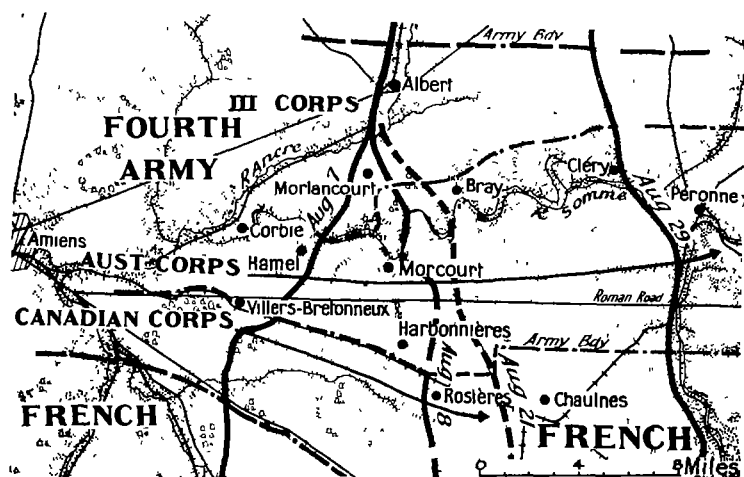 Army Bdy
Albert
III CORPS
FOURTH
ARMY
R Ancre
Morlancourt
Aug 7
Bray
Cléry
Aug 29
Peronne
R Somme
Corbie
Amiens
AUST CORPS
Hamel
Morcourt
Roman Road
Villers-Bretonneux
CANADIAN CORPS
Harbonnières
Army Bdy
Aug 8
Aug 21
Rosières
Chaulnes
FRENCH
FRENCH
0 4 8 Miles